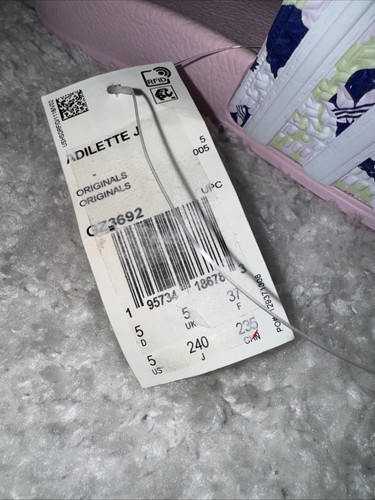 RFID
ADILETTE J
5
005
ORIGINALS
ORIGINALS
UPC
GZ3692
1 95734 18678 3
5 5 37
D UK F
5 240 235
US J CHN